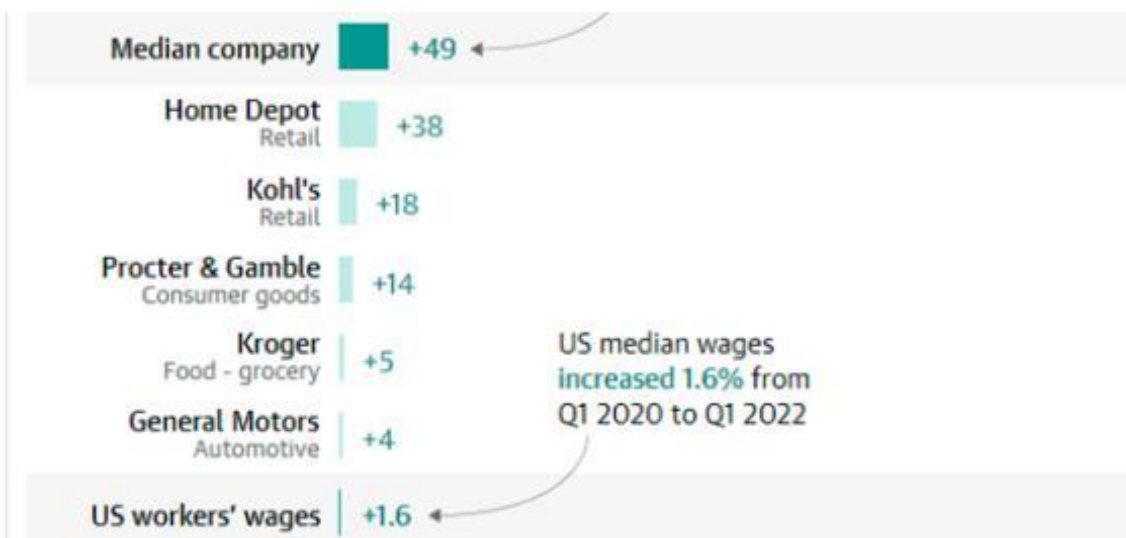 Median company +49
Home Depot
Retail
+38
Kohl's
Retail
+18
Procter & Gamble
Consumer goods
+14
Kroger
Food - grocery
+5
General Motors
Automotive
+4
US median wages
increased 1.6% from
Q1 2020 to Q1 2022
US workers' wages +1.6